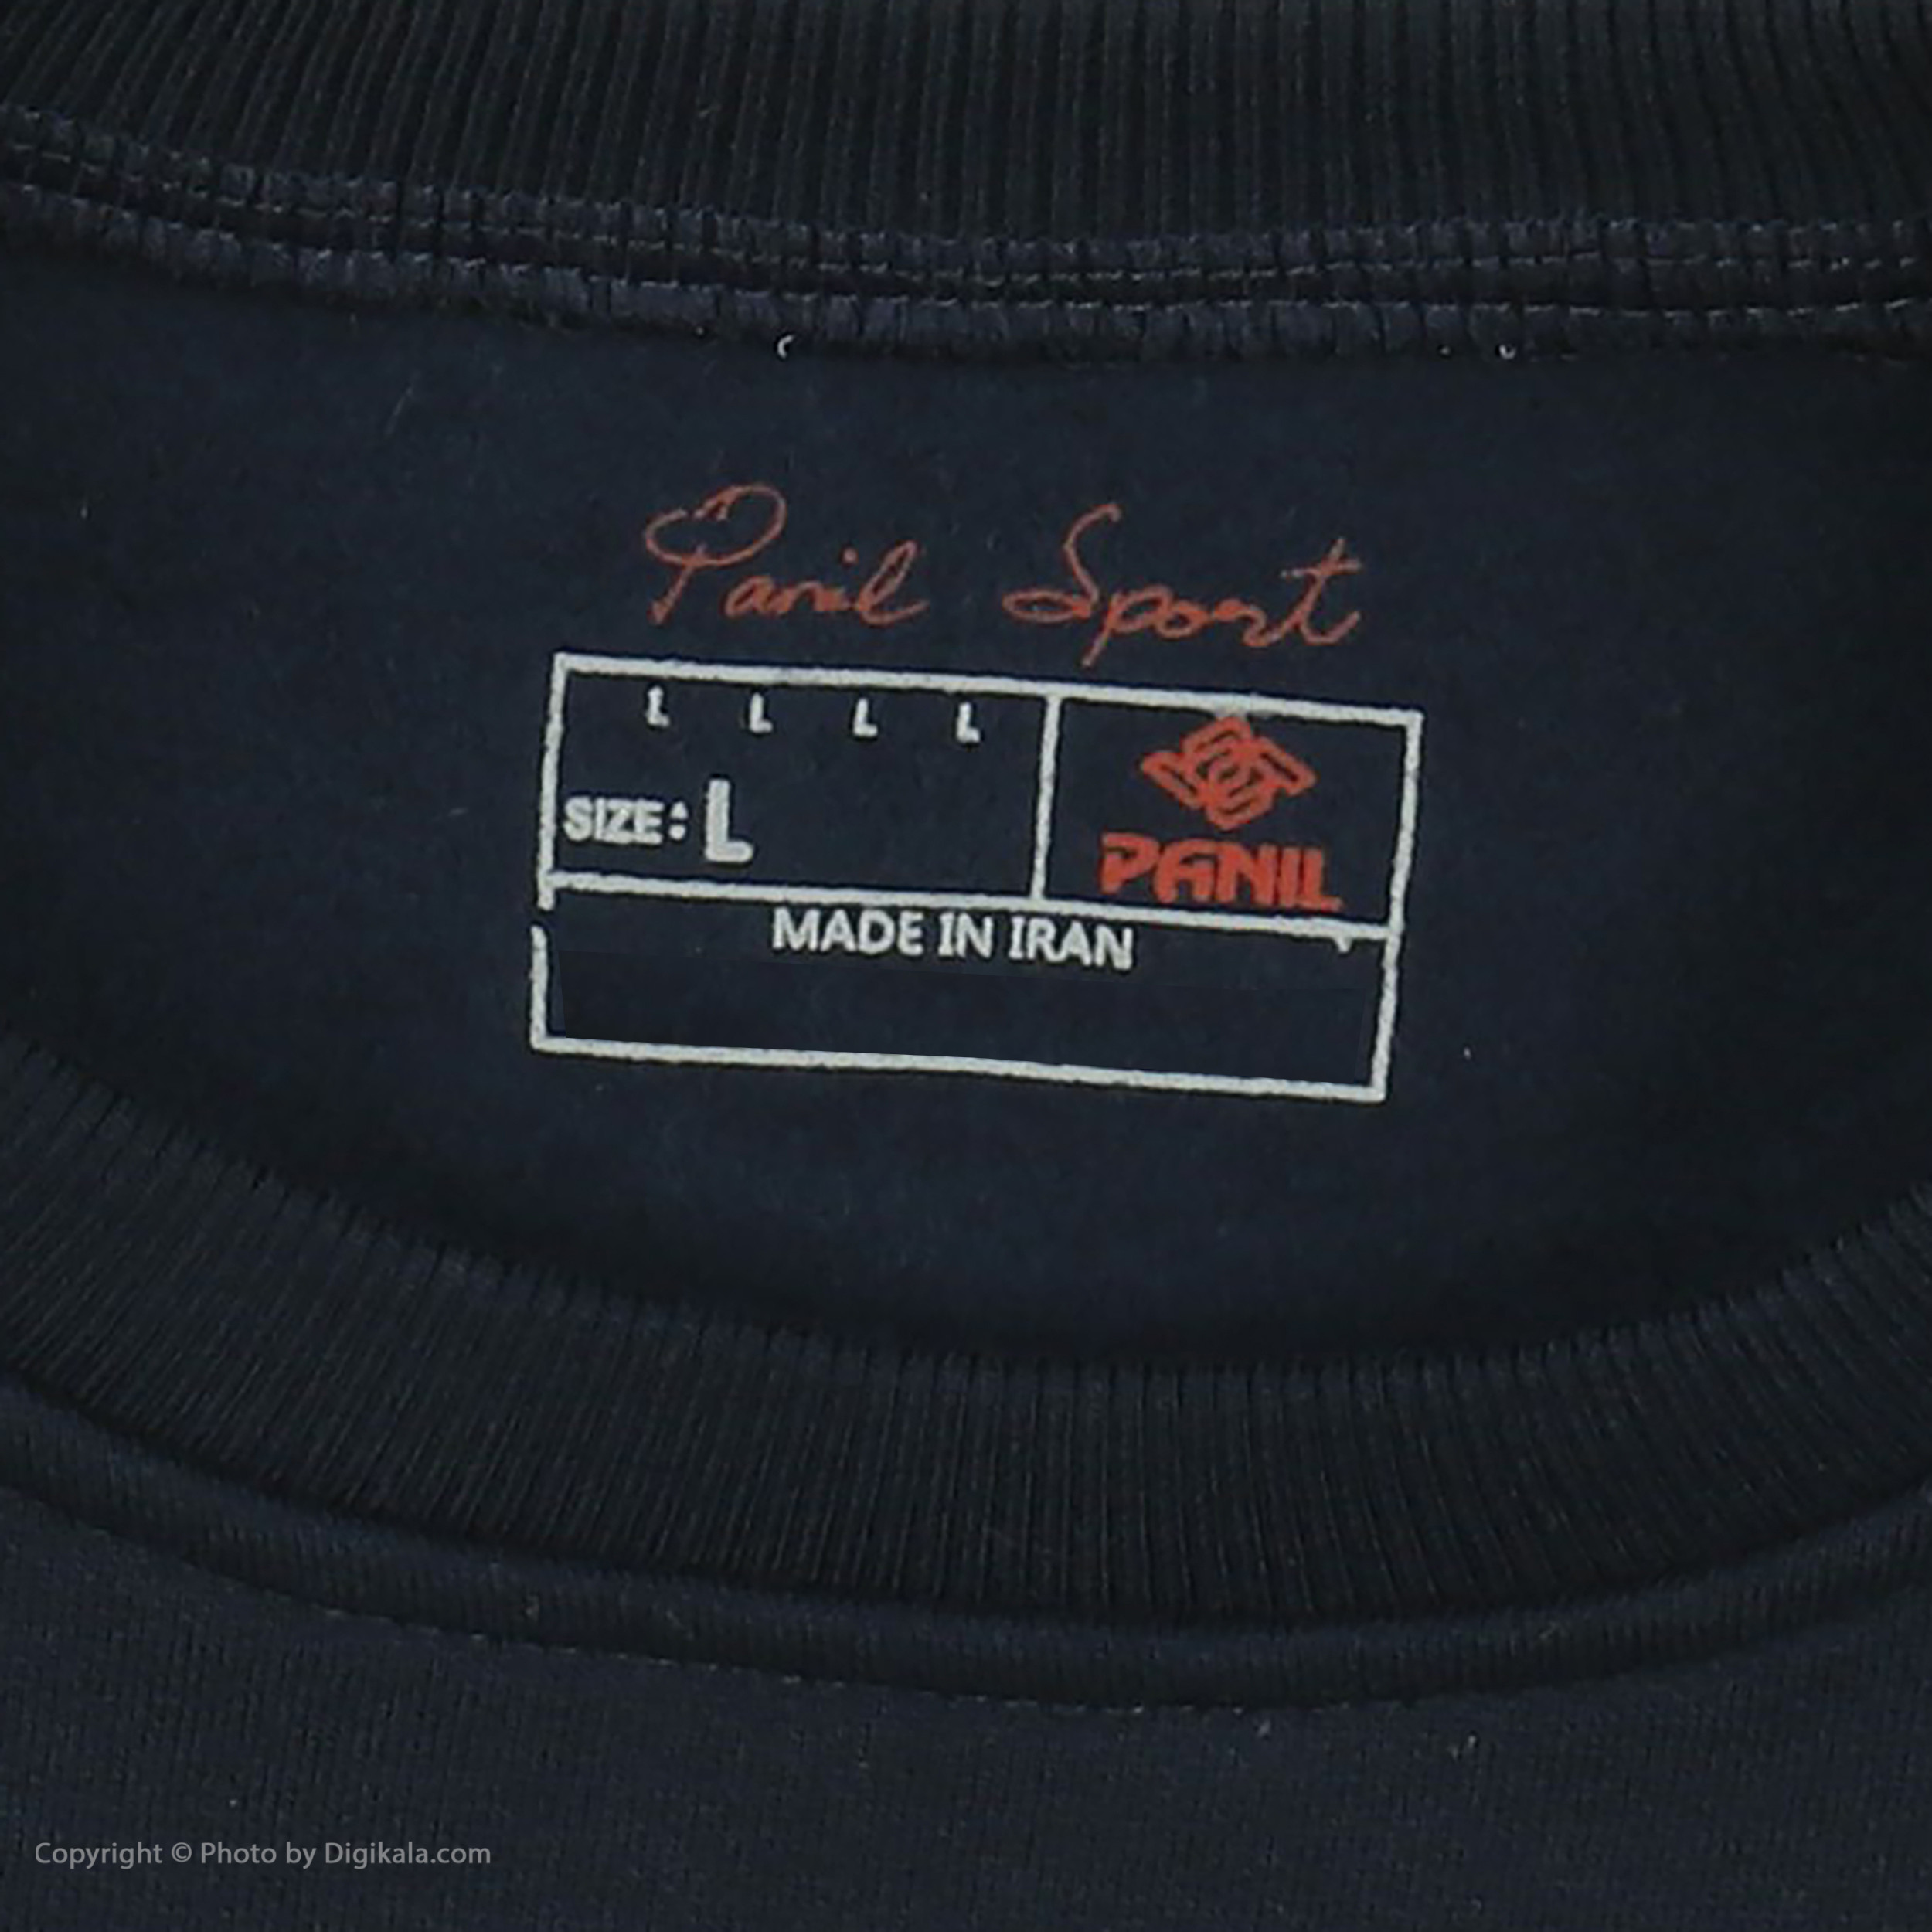 Panil Sport
L L L L
SIZE: L
PANIL
MADE IN IRAN
Copyright © Photo by Digikala.com